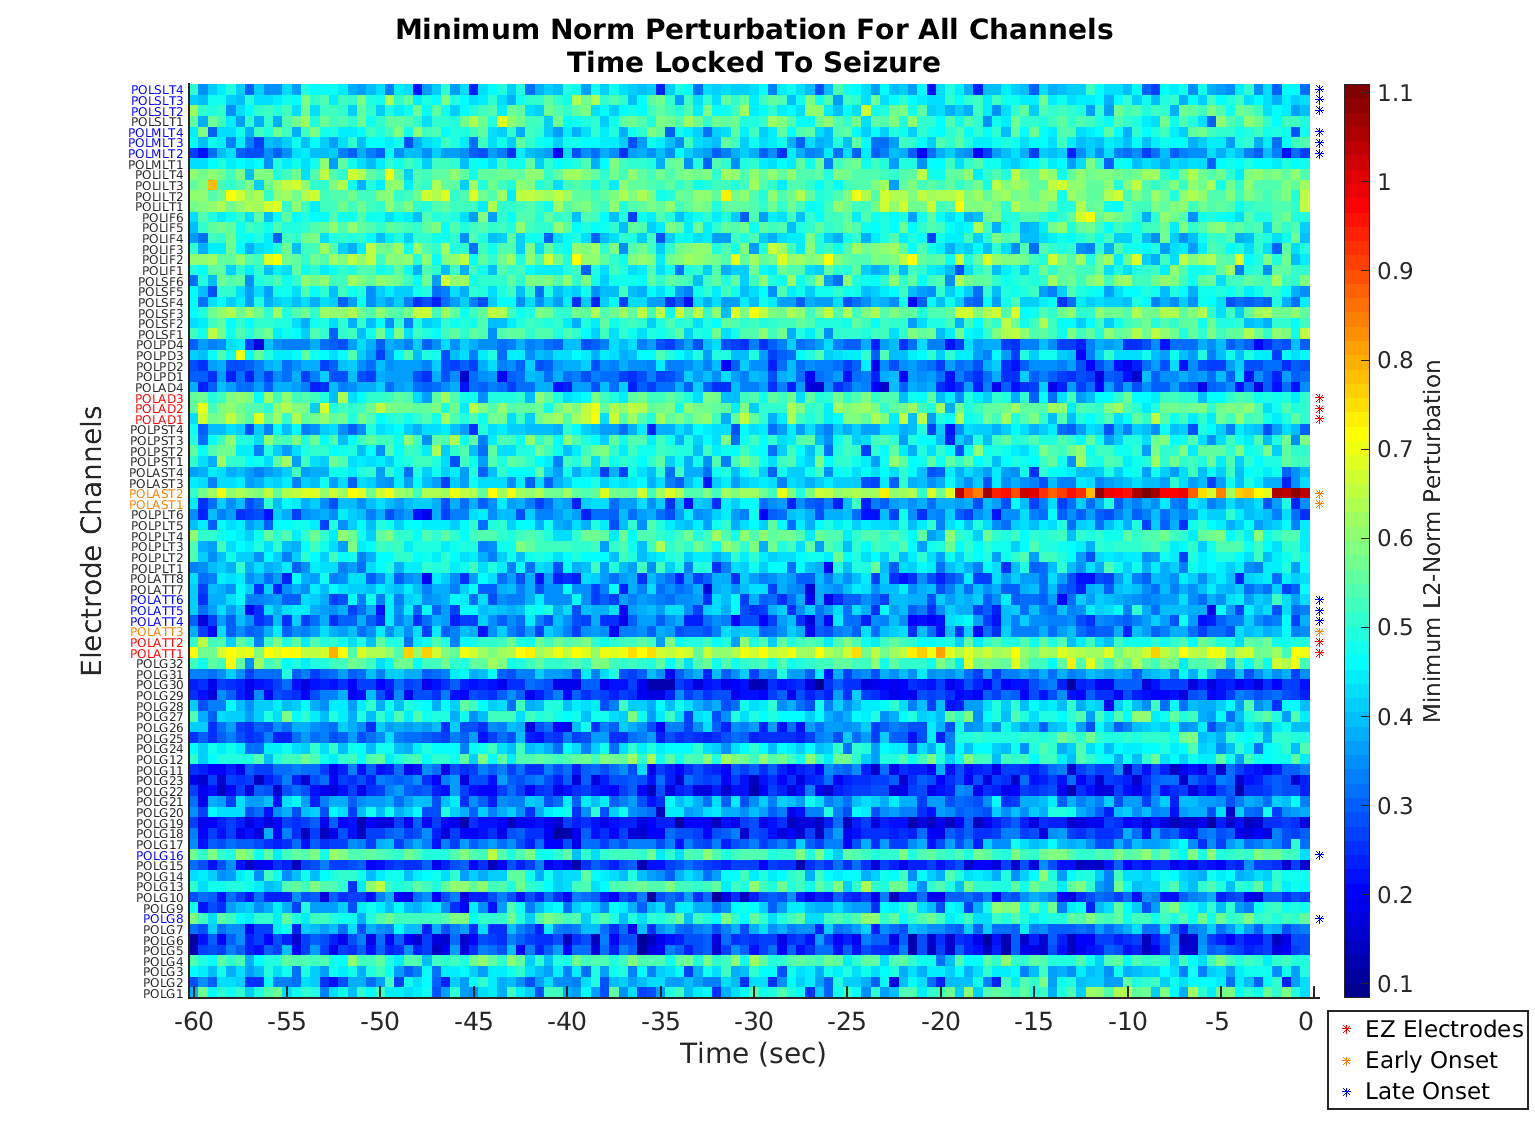 Minimum Norm Perturbation For All Channels
Time Locked To Seizure
Electrode Channels
POLSLT4
POLSLT3
POLSLT2
POLSLT1
POLMLT4
POLMLT3
POLMLT2
POLMLT1
POLILT4
POLILT3
POLILT2
POLILT1
POLIF6
POLIF5
POLIF4
POLIF3
POLIF2
POLIF1
POLSF6
POLSF5
POLSF4
POLSF3
POLSF2
POLSF1
POLPD4
POLPD3
POLPD2
POLPD1
POLAD4
POLAD3
POLAD2
POLAD1
POLPST4
POLPST3
POLPST2
POLPST1
POLAST4
POLAST3
POLAST2
POLAST1
POLPLT6
POLPLT5
POLPLT4
POLPLT3
POLPLT2
POLPLT1
POLATT8
POLATT7
POLATT6
POLATT5
POLATT4
POLATT3
POLATT2
POLATT1
POLG32
POLG31
POLG30
POLG29
POLG28
POLG27
POLG26
POLG25
POLG24
POLG12
POLG11
POLG23
POLG22
POLG21
POLG20
POLG19
POLG18
POLG17
POLG16
POLG15
POLG14
POLG13
POLG10
POLG9
POLG8
POLG7
POLG6
POLG5
POLG4
POLG3
POLG2
POLG1
-60 -55 -50 -45 -40 -35 -30 -25 -20 -15 -10 -5 0
Time (sec)
1.1
1
0.9
0.8
0.7
0.6
0.5
0.4
0.3
0.2
0.1
Minimum L2-Norm Perturbation
EZ Electrodes
Early Onset
Late Onset